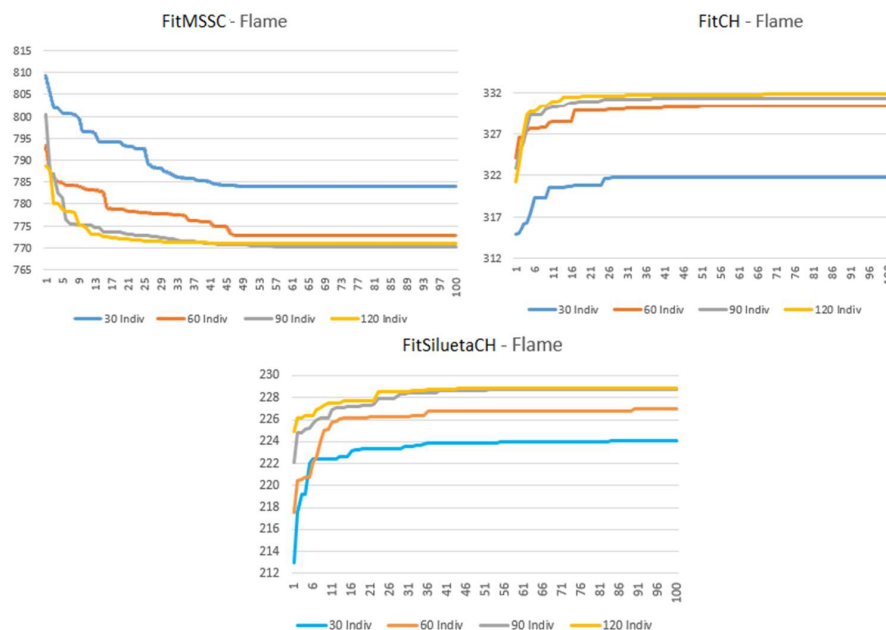 FitMSSC - Flame
815
810
805
800
795
790
785
780
775
770
765
1 5 9 13 17 21 25 29 33 37 41 45 49 53 57 61 65 69 73 77 81 85 89 93 97 100
30 Indiv 60 Indiv 90 Indiv 120 Indiv
FitCH - Flame
332
327
322
317
312
1 6 11 16 21 26 31 36 41 46 51 56 61 66 71 76 81 86 91 96 100
30 Indiv 60 Indiv 90 Indiv 120 Indiv
FitSiluetaCH - Flame
230
228
226
224
222
220
218
216
214
212
1 6 11 16 21 26 31 36 41 46 51 56 61 66 71 76 81 86 91 96 100
30 Indiv 60 Indiv 90 Indiv 120 Indiv